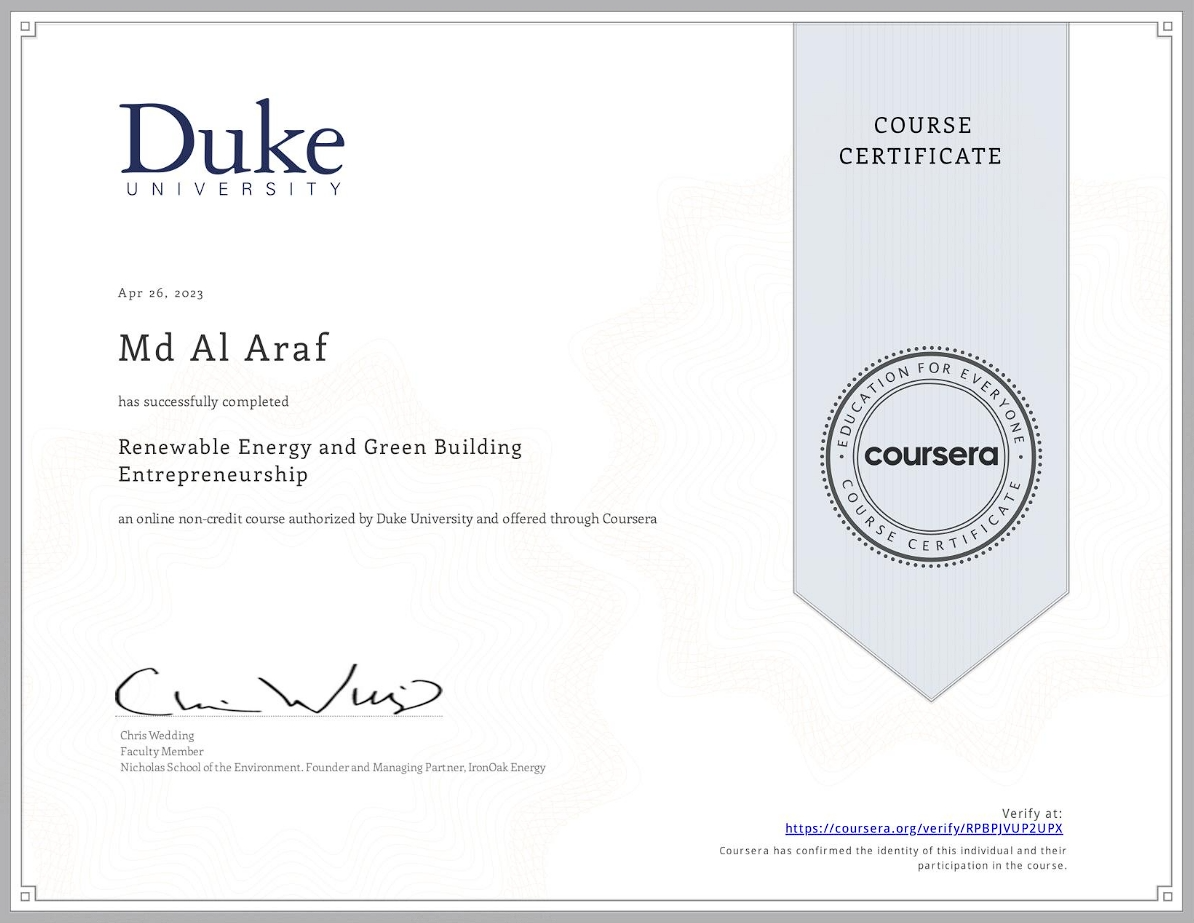 Duke
UNIVERSITY
COURSE
CERTIFICATE
Apr 26, 2023
Md Al Araf
has successfully completed
Renewable Energy and Green Building
Entrepreneurship
an online non-credit course authorized by Duke University and offered through Coursera
EDUCATION FOR EVERYONE
coursera
COURSE CERTIFICATE
Chris Wedding
Faculty Member
Nicholas School of the Environment. Founder and Managing Partner, IronOak Energy
Verify at:
https://coursera.org/verify/RPBPJVUP2UPX
Coursera has confirmed the identity of this individual and their
participation in the course.